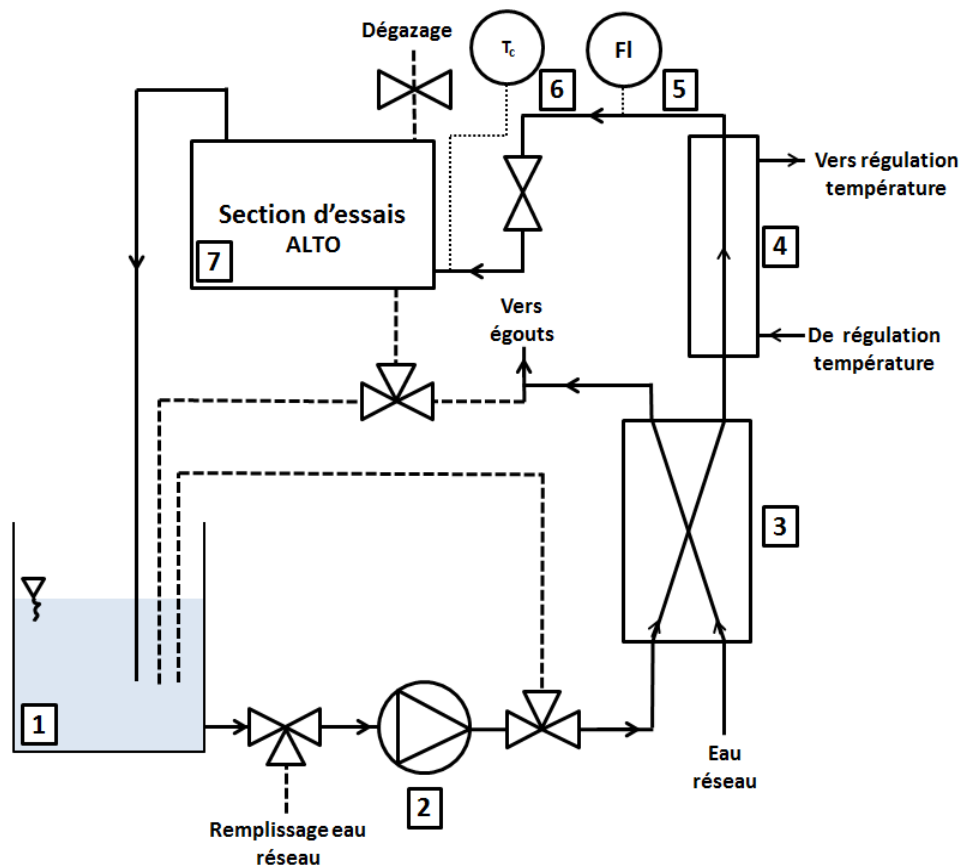 Dégazage
Tc
Fl
6
5
Vers régulation
température
Section d'essais
ALTO
7
4
Vers
égouts
De régulation
température
3
1
2
Eau
réseau
Remplissage eau
réseau